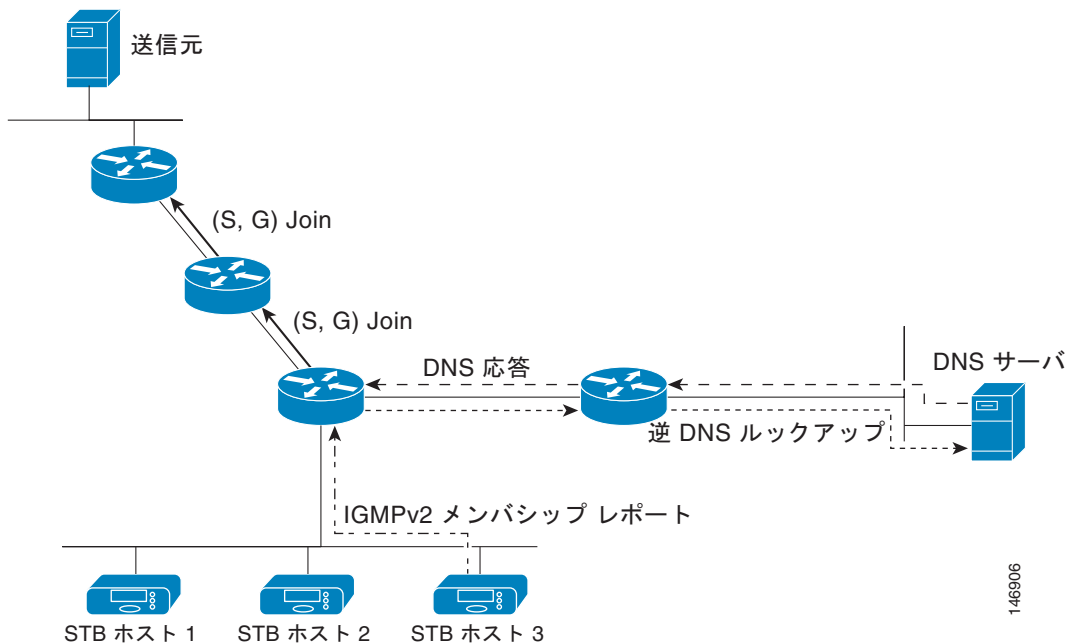 送信元
(S, G) Join
(S, G) Join
DNS 応答
DNS サーバ
逆 DNS ルックアップ
IGMPv2 メンバシップ レポート
STB ホスト 1
STB ホスト 2
STB ホスト 3
146906